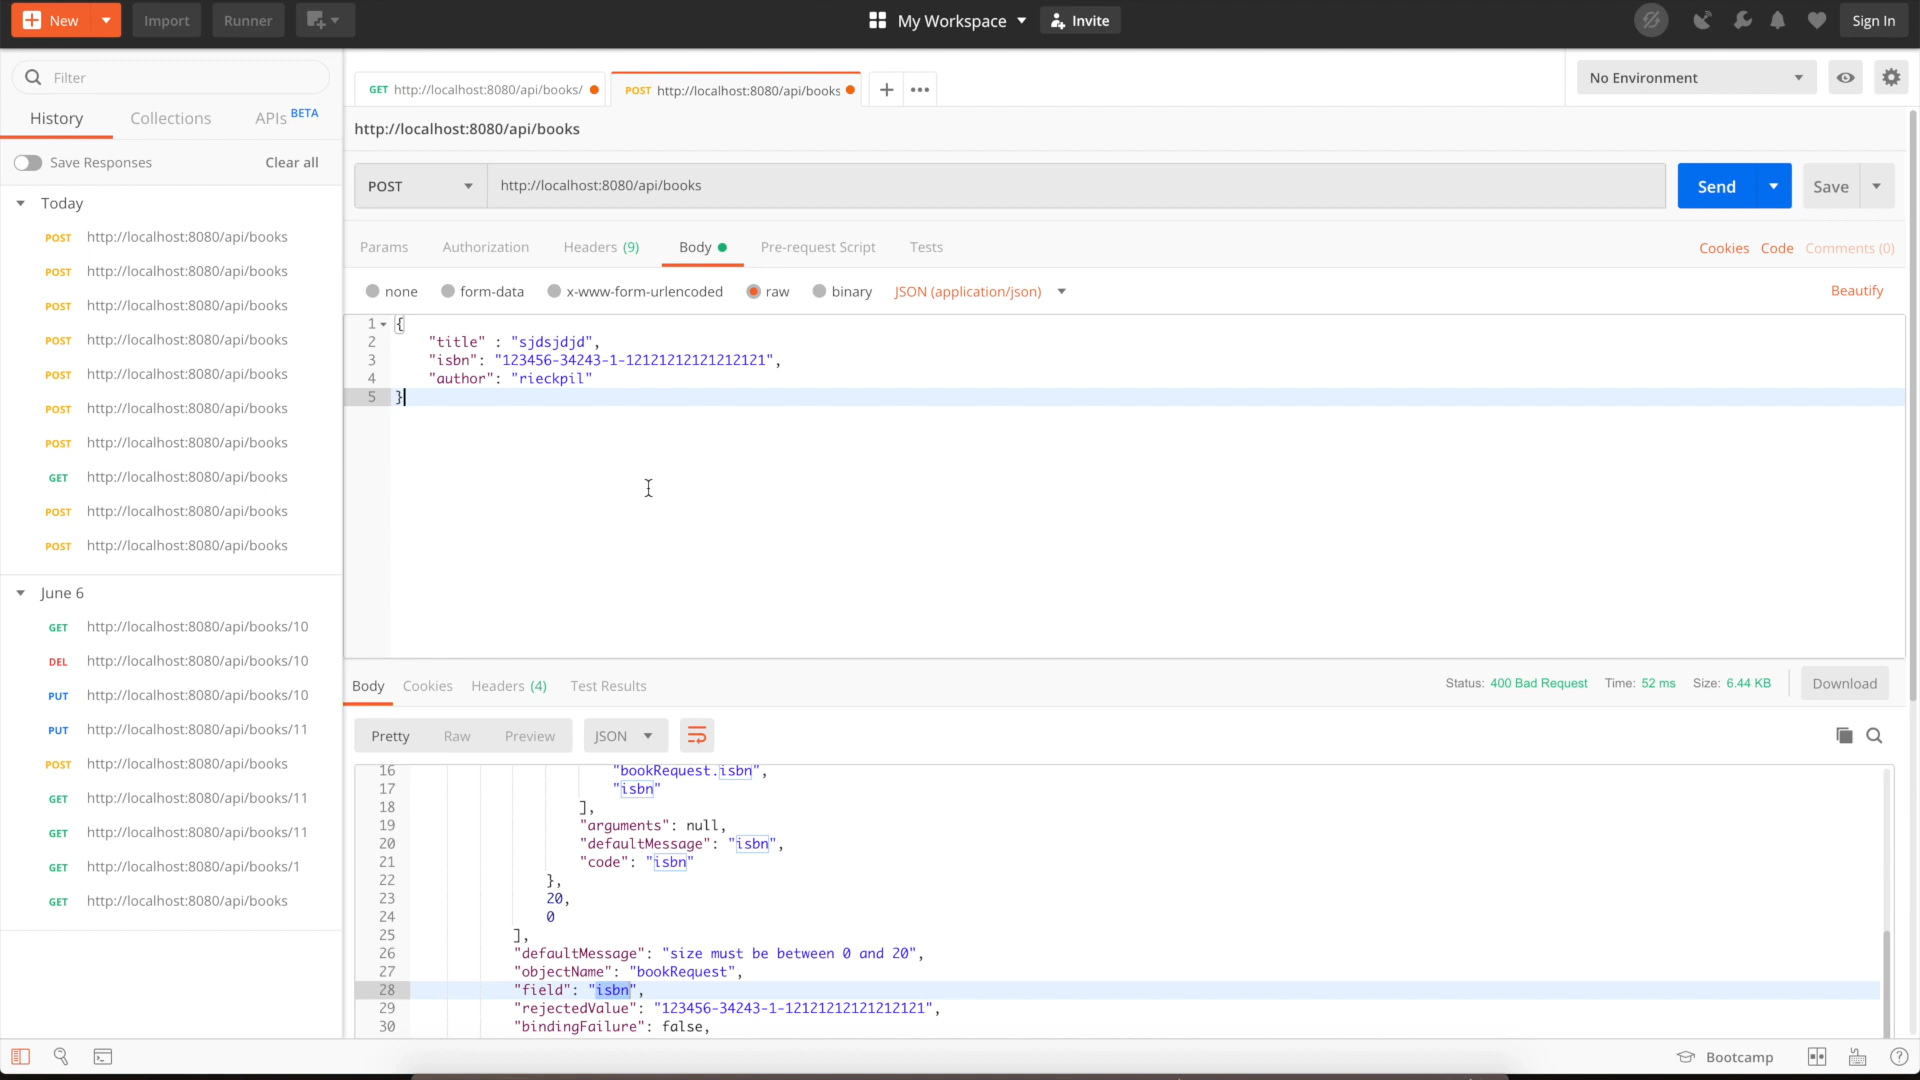 New
Import
Runner
My Workspace
Invite
Sign In
Filter
History
Collections
APIs BETA
Save Responses
Clear all
Today
POST http://localhost:8080/api/books
POST http://localhost:8080/api/books
POST http://localhost:8080/api/books
POST http://localhost:8080/api/books
POST http://localhost:8080/api/books
POST http://localhost:8080/api/books
POST http://localhost:8080/api/books
GET http://localhost:8080/api/books
POST http://localhost:8080/api/books
POST http://localhost:8080/api/books
June 6
GET http://localhost:8080/api/books/10
DEL http://localhost:8080/api/books/10
PUT http://localhost:8080/api/books/10
PUT http://localhost:8080/api/books/11
POST http://localhost:8080/api/books
GET http://localhost:8080/api/books/11
GET http://localhost:8080/api/books/11
GET http://localhost:8080/api/books/1
GET http://localhost:8080/api/books
GET http://localhost:8080/api/books/
POST http://localhost:8080/api/books
No Environment
http://localhost:8080/api/books
POST
http://localhost:8080/api/books
Send
Save
Params
Authorization
Headers (9)
Body
Pre-request Script
Tests
Cookies
Code
Comments (0)
none
form-data
x-www-form-urlencoded
raw
binary
JSON (application/json)
Beautify
1 {
2 "title" : "sjdsjdjd",
3 "isbn": "123456-34243-1-12121212121212121",
4 "author": "rieckpil"
5 }
Body
Cookies
Headers (4)
Test Results
Status: 400 Bad Request
Time: 52 ms
Size: 6.44 KB
Download
Pretty
Raw
Preview
JSON
16 "bookRequest.isbn",
17 "isbn"
18 ],
19 "arguments": null,
20 "defaultMessage": "isbn",
21 "code": "isbn"
22 },
23 20,
24 0
25 ],
26 "defaultMessage": "size must be between 0 and 20",
27 "objectName": "bookRequest",
28 "field": "isbn",
29 "rejectedValue": "123456-34243-1-12121212121212121",
30 "bindingFailure": false,
Bootcamp